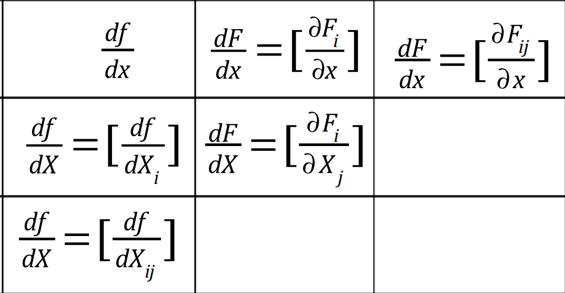 df/dx dF/dx = [∂F_i/∂x] dF/dx = [∂F_ij/∂x]
df/dX = [df/dX_i] dF/dX = [∂F_i/∂X_j]
df/dX = [df/dX_ij]